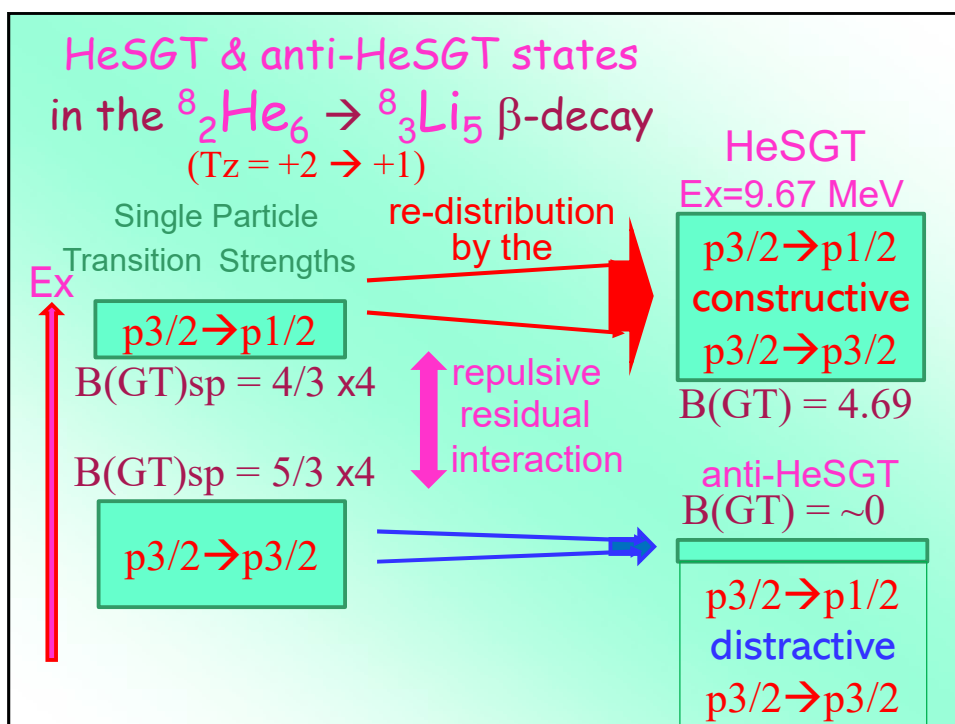 HeSGT & anti-HeSGT states
in the ⁸₂He₆ → ⁸₃Li₅ β-decay
(Tz = +2 → +1)
Single Particle
Transition Strengths
Ex
p3/2→p1/2
B(GT)sp = 4/3 x4
B(GT)sp = 5/3 x4
p3/2→p3/2
re-distribution
by the
repulsive
residual
interaction
HeSGT
Ex=9.67 MeV
p3/2→p1/2
constructive
p3/2→p3/2
B(GT) = 4.69
anti-HeSGT
B(GT) = ~0
p3/2→p1/2
distractive
p3/2→p3/2